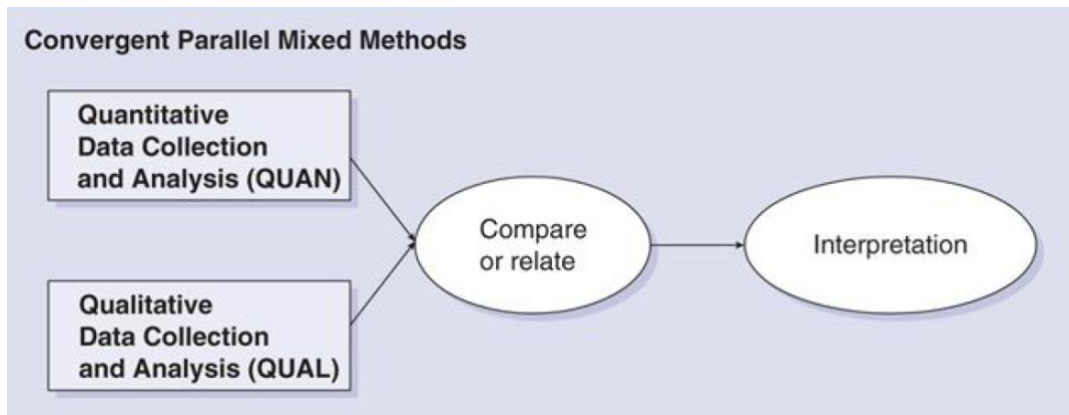 Convergent Parallel Mixed Methods
Quantitative
Data Collection
and Analysis (QUAN)
Compare
or relate
Interpretation
Qualitative
Data Collection
and Analysis (QUAL)